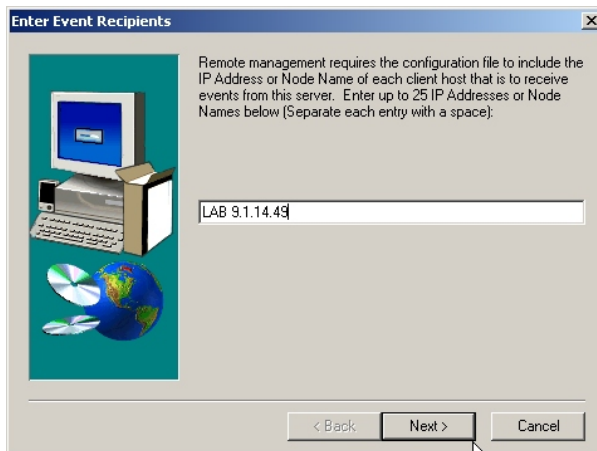 Enter Event Recipients
Remote management requires the configuration file to include the
IP Address or Node Name of each client host that is to receive
events from this server.  Enter up to 25 IP Addresses or Node
Names below (Separate each entry with a space):
LAB 9.1.14.49
< Back
Next >
Cancel